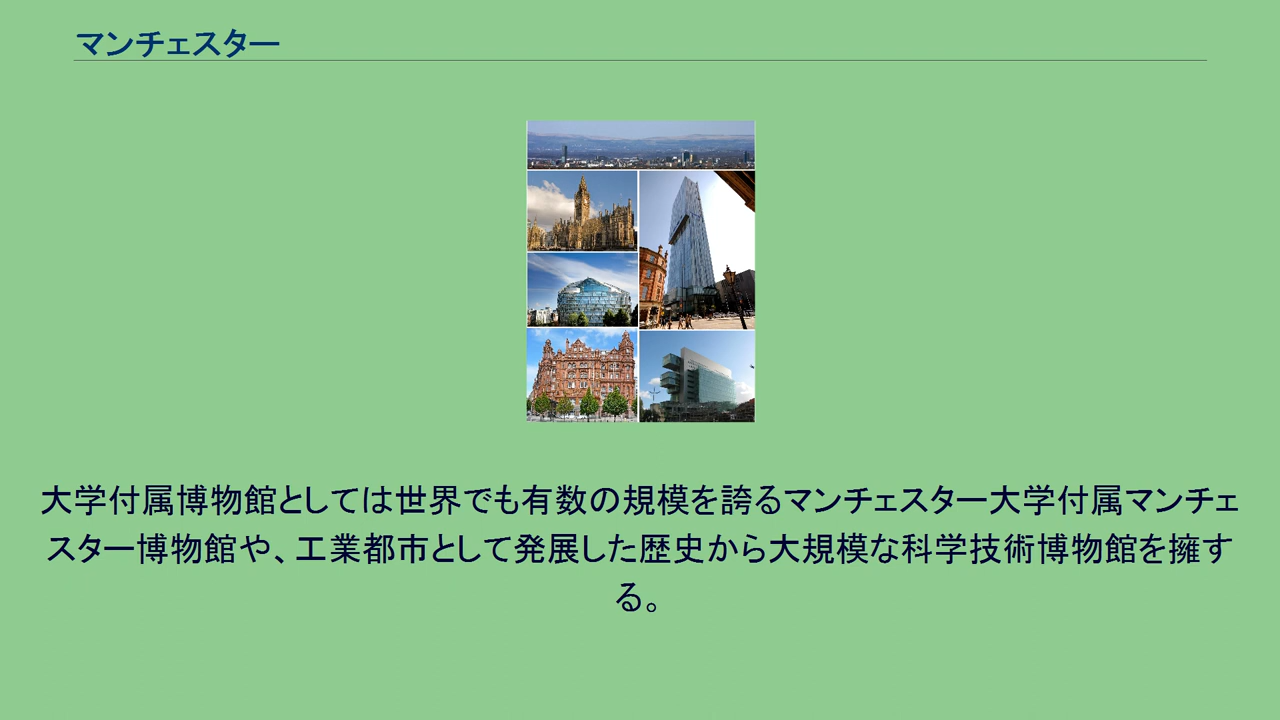 マンチェスター
大学付属博物館としては世界でも有数の規模を誇るマンチェスター大学付属マンチェ
スター博物館や、工業都市として発展した歴史から大規模な科学技術博物館を擁す
る。